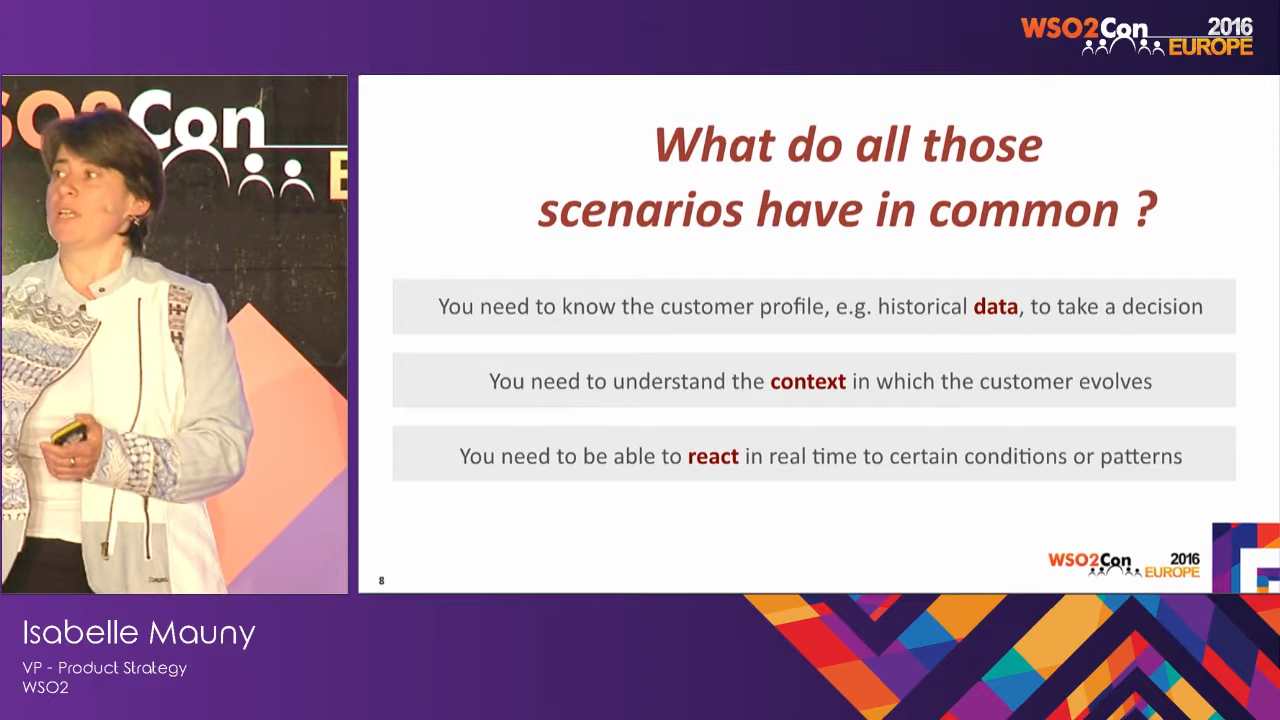 WSO2Con 2016
EUROPE
SO2Con
E
What do all those
scenarios have in common ?
You need to know the customer profile, e.g. historical data, to take a decision
You need to understand the context in which the customer evolves
You need to be able to react in real time to certain conditions or patterns
8
WSO2Con 2016
EUROPE
Isabelle Mauny
VP - Product Strategy
WSO2